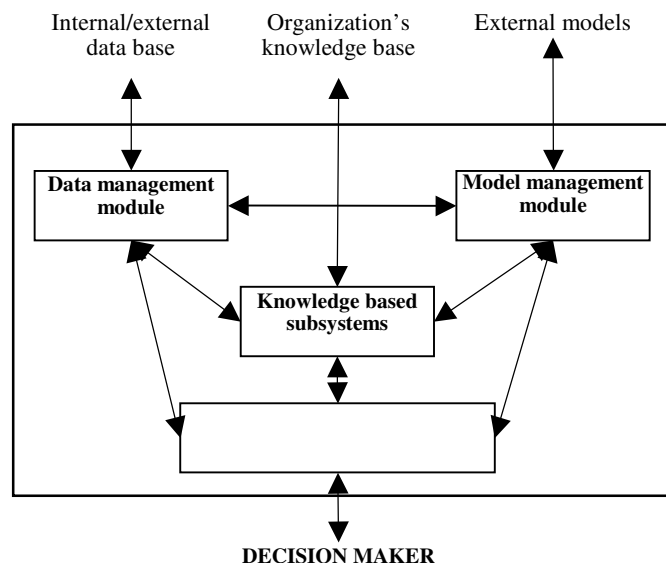 Internal/external
data base
Organization's
knowledge base
External models
Data management
module
Model management
module
Knowledge based
subsystems
DECISION MAKER